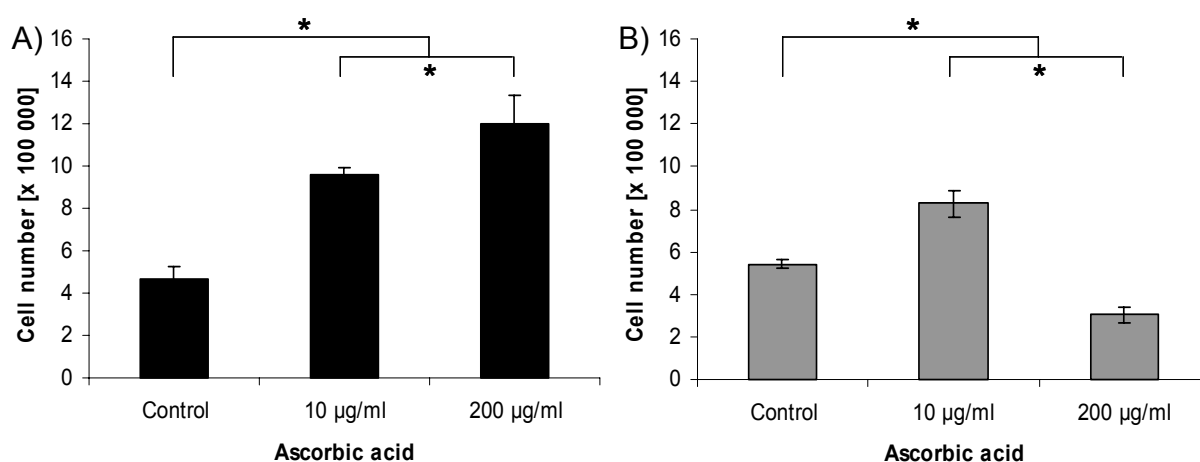 A)
Cell number [x 100 000]
16
14
12
10
8
6
4
2
0
*
*
Control 10 µg/ml 200 µg/ml
Ascorbic acid
B)
Cell number [x 100 000]
16
14
12
10
8
6
4
2
0
*
*
Control 10 µg/ml 200 µg/ml
Ascorbic acid